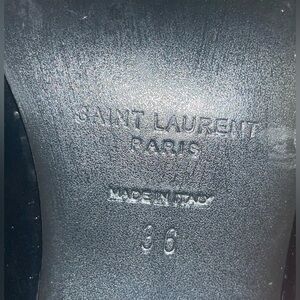 SAINT LAURENT
PARIS
MADE IN ITALY
36